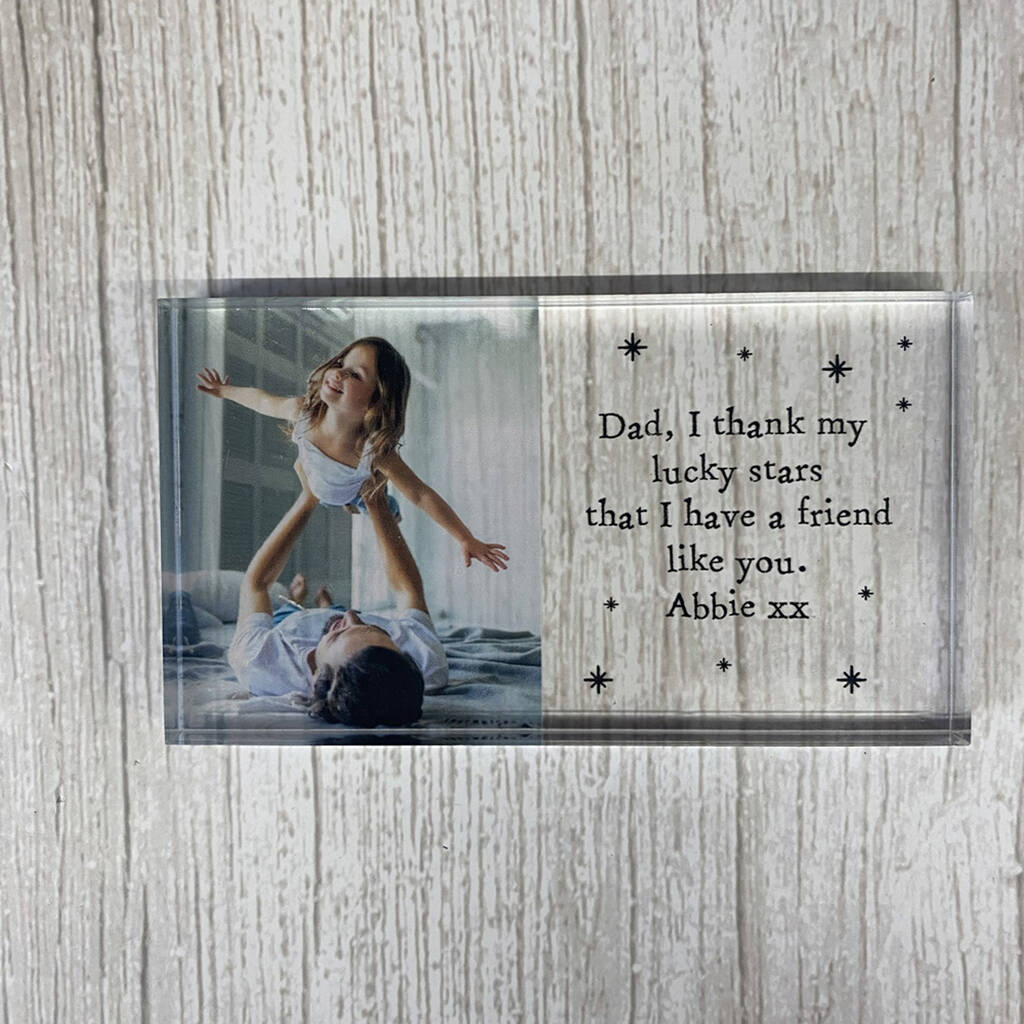 Dad, I thank my
lucky stars
that I have a friend
like you.
Abbie xx